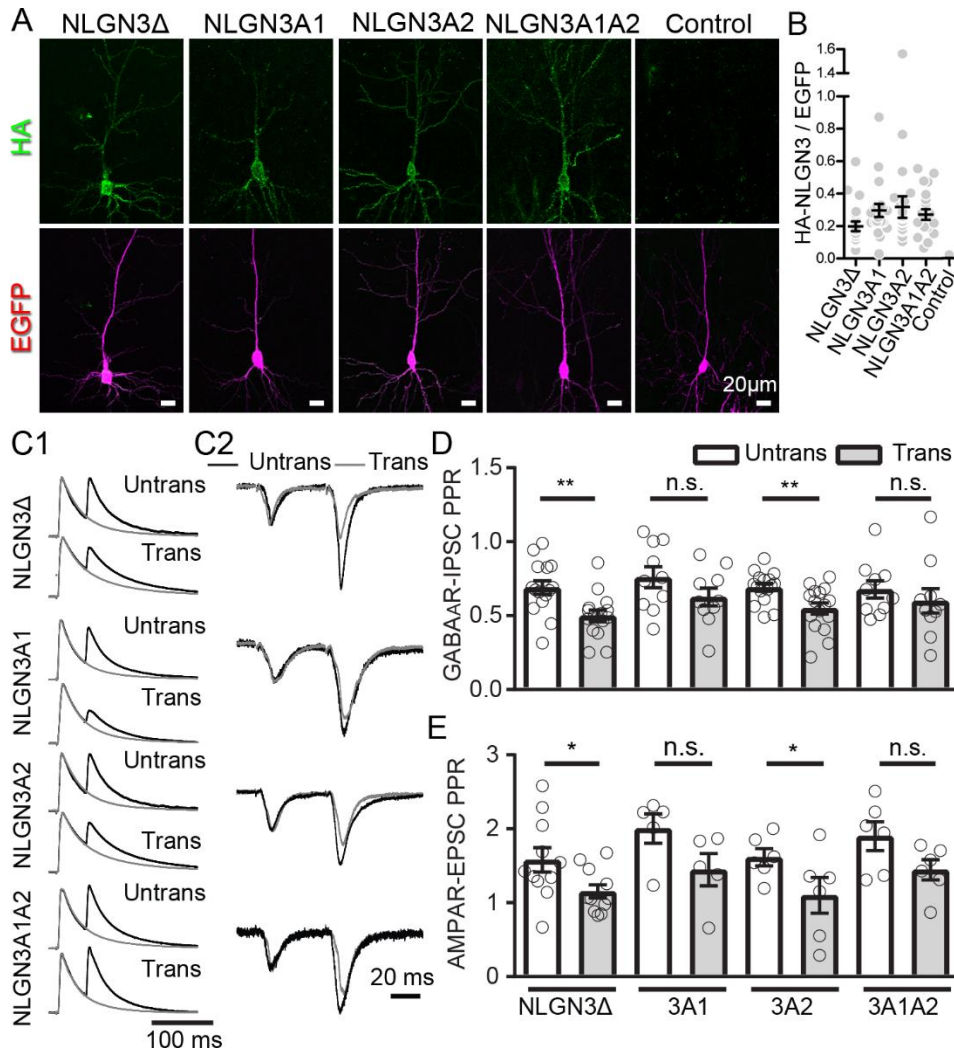 A
NLGN3Δ NLGN3A1 NLGN3A2 NLGN3A1A2 Control
HA
EGFP
20µm
B
HA-NLGN3 / EGFP
1.6
1.4
0.8
0.6
0.4
0.2
0.0
NLGN3Δ
NLGN3A1
NLGN3A2
NLGN3A1A2
Control
C1
NLGN3Δ
Untrans
Trans
NLGN3A1
Untrans
Trans
NLGN3A2
Untrans
Trans
NLGN3A1A2
Untrans
Trans
100 ms
C2
Untrans Trans
20 ms
D
Untrans Trans
GABAAR-IPSC PPR
1.5
1.0
0.5
0.0
** n.s. ** n.s.
E
AMPAR-EPSC PPR
3
2
1
0
* n.s. * n.s.
NLGN3Δ 3A1 3A2 3A1A2